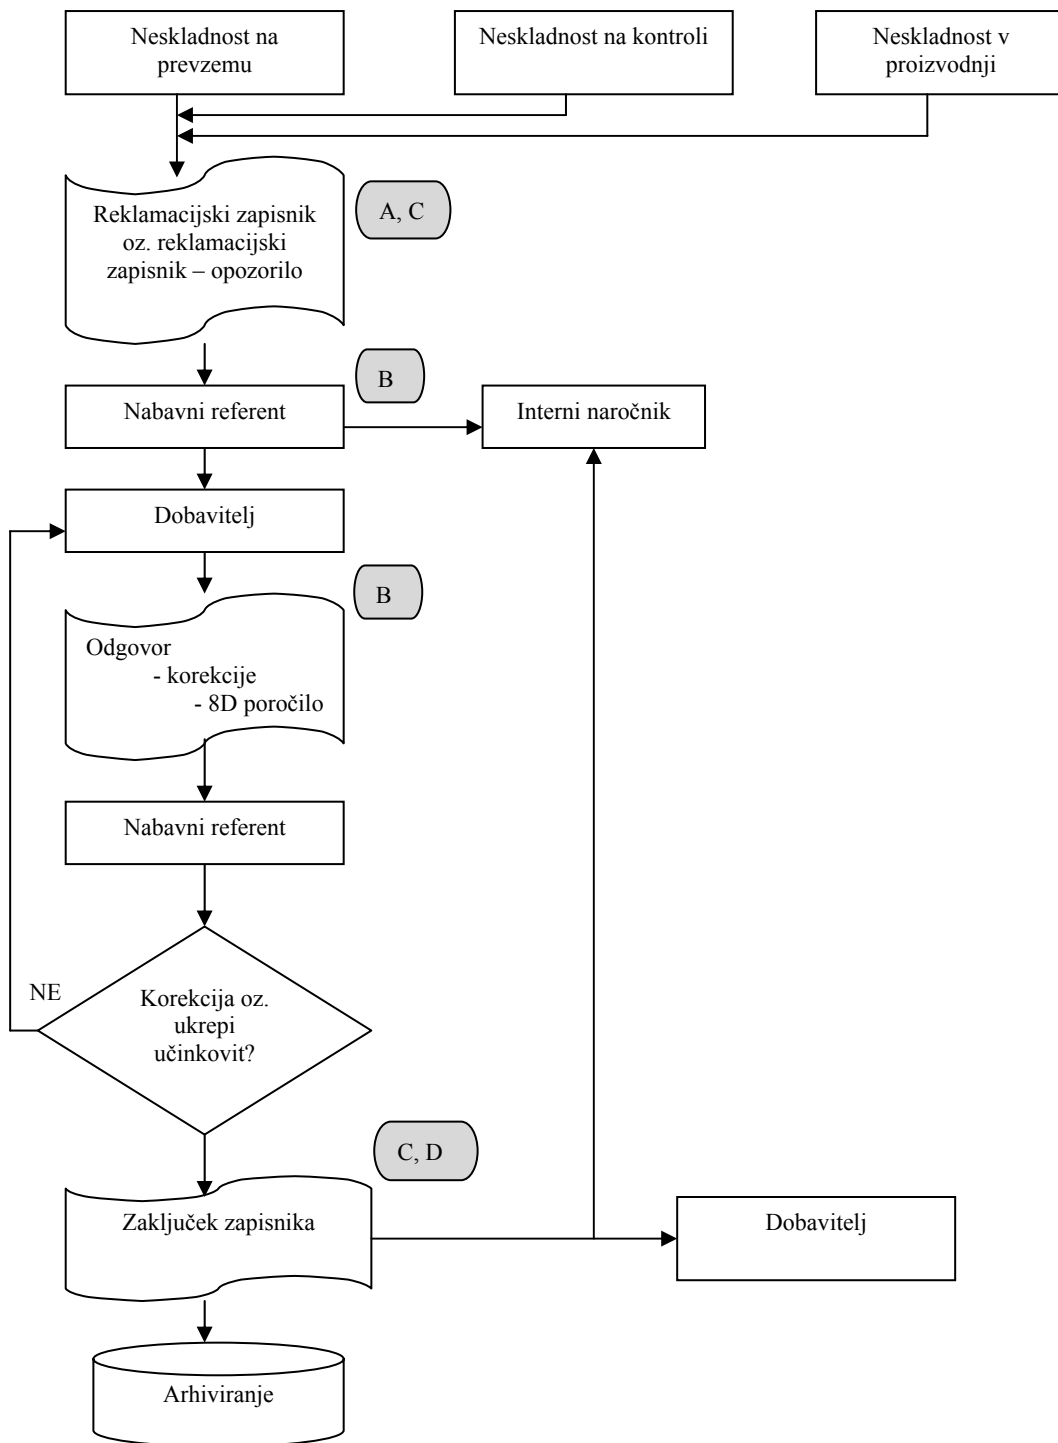 Neskladnost na
prevzemu
Neskladnost na kontroli
Neskladnost v
proizvodnji
Reklamacijski zapisnik
oz. reklamacijski
zapisnik – opozorilo
A, C
B
Nabavni referent
Interni naročnik
Dobavitelj
B
Odgovor
- korekcije
- 8D poročilo
Nabavni referent
NE
Korekcija oz.
ukrepi
učinkovit?
C, D
Zaključek zapisnika
Dobavitelj
Arhiviranje